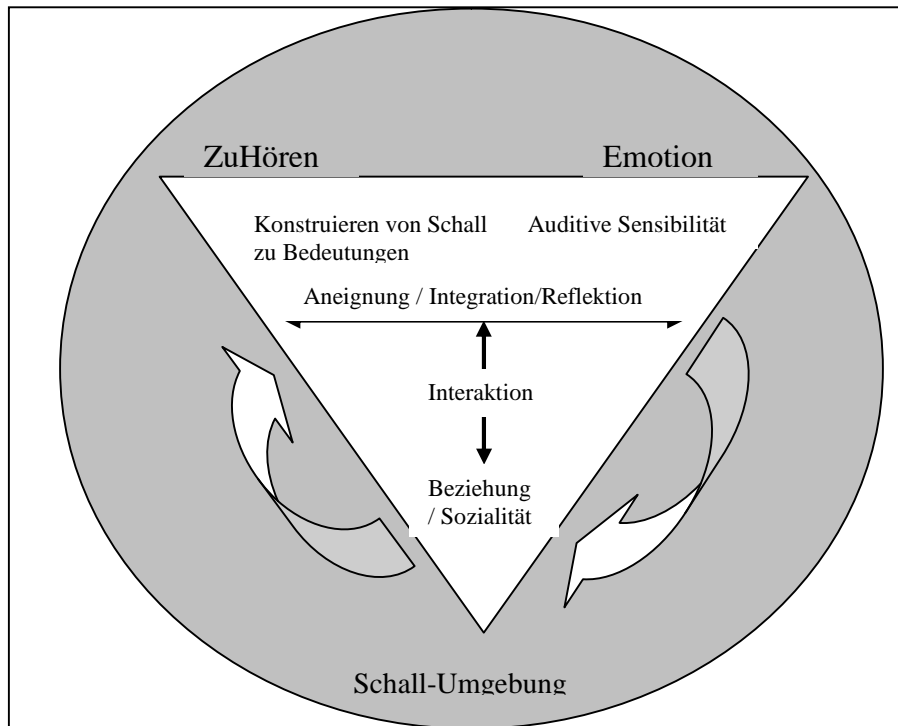 ZuHören Emotion
Konstruieren von Schall
zu Bedeutungen
Auditive Sensibilität
Aneignung / Integration/Reflektion
Interaktion
Beziehung
/ Sozialität
Schall-Umgebung